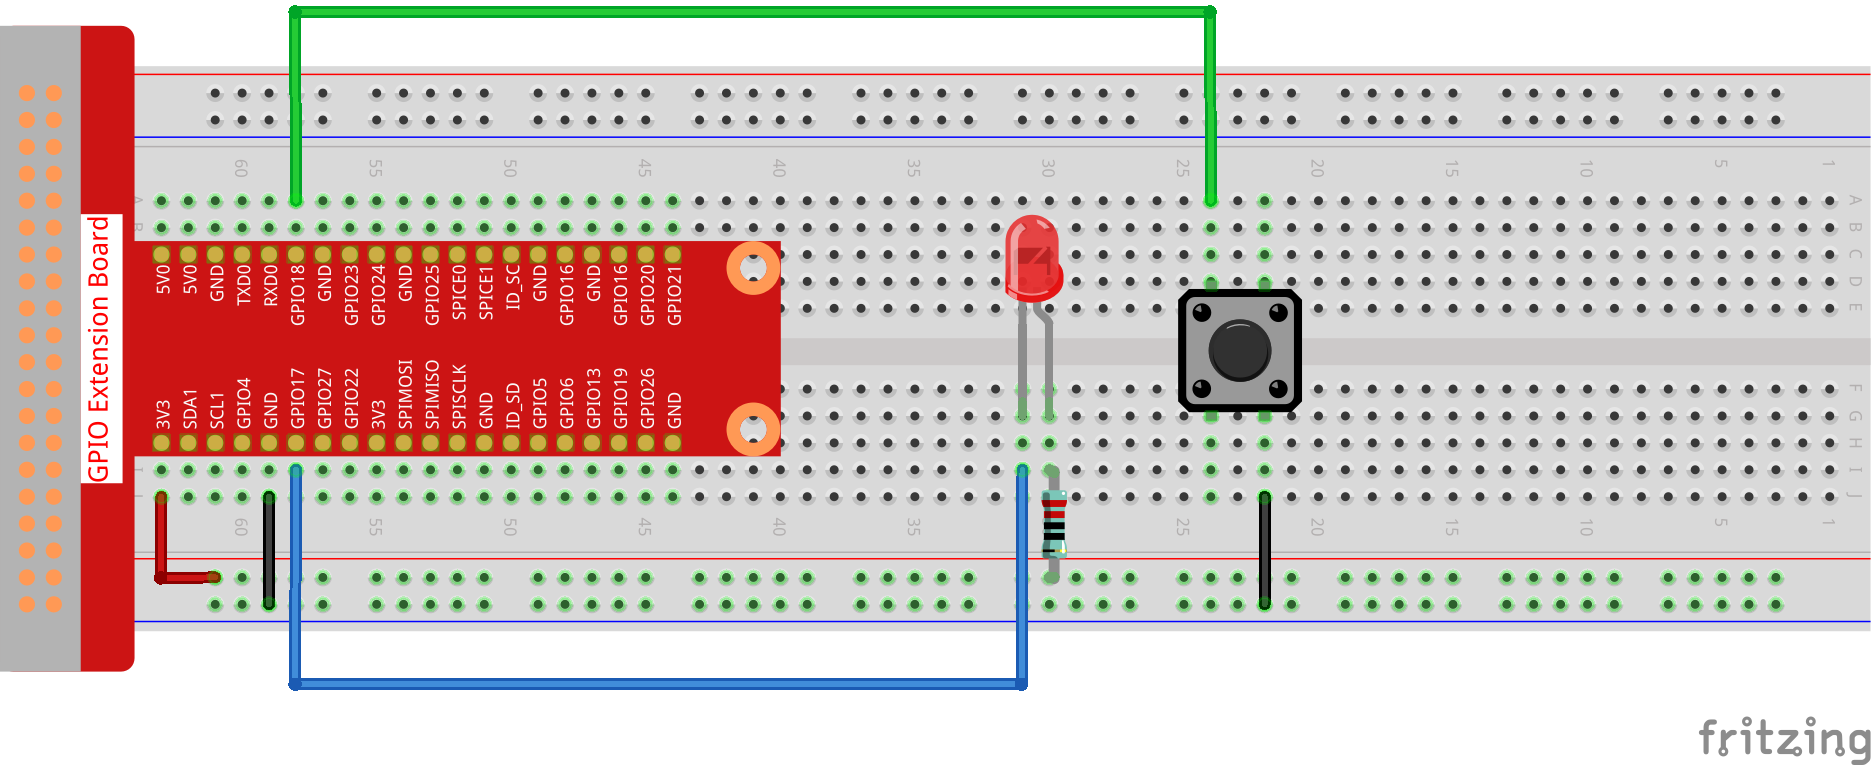 60 55 50 45 40 35 30 25 20 15 10 5 1
A A
B B
C
D
E
GPIO Extension Board
5V0 5V0 GND TXD0 RXD0 GPIO18 GND GPIO23 GPIO24 GND GPIO25 SPICE0 SPICE1 ID_SC GND GPIO16 GND GPIO16 GPIO20 GPIO21
3V3 SDA1 SCL1 GPIO4 GND GPIO17 GPIO27 GPIO22 3V3 SPIMOSI SPIMISO SPISCLK GND ID_SD GPIO5 GPIO6 GPIO13 GPIO19 GPIO26 GND
F
G
H
I I
J J
60 55 50 45 40 35 30 25 20 15 10 5 1
fritzing